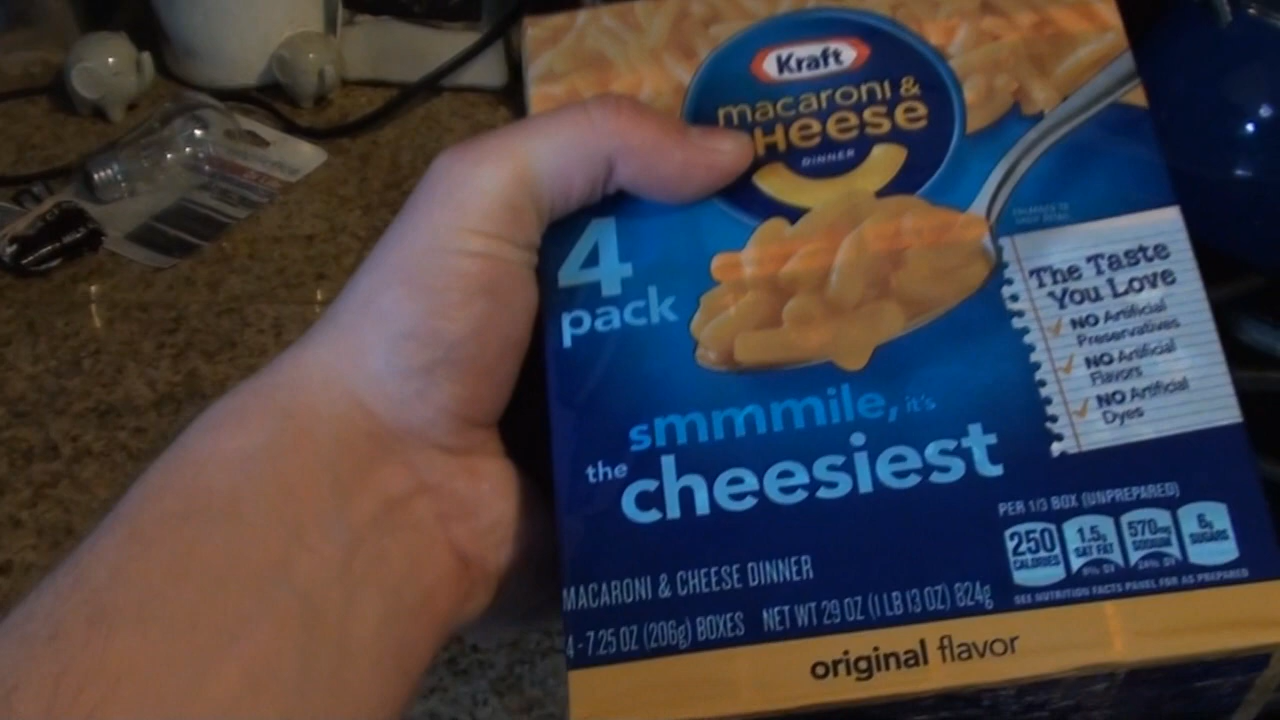 Kraft
macaroni &
cHeese
DINNER
4
pack
The Taste
You Love
NO Artificial
Preservatives
NO Artificial
Flavors
NO Artificial
Dyes
smmmile, it's
the cheesiest
PER 1/3 BOX (UNPREPARED)
250
CALORIES
1.5g
SAT FAT
570mg
SODIUM
6g
SUGARS
SEE NUTRITION FACTS PANEL FOR AS PREPARED
MACARONI & CHEESE DINNER
4 - 7.25 OZ (206g) BOXES NET WT 29 OZ (1 LB 13 OZ) 824g
original flavor